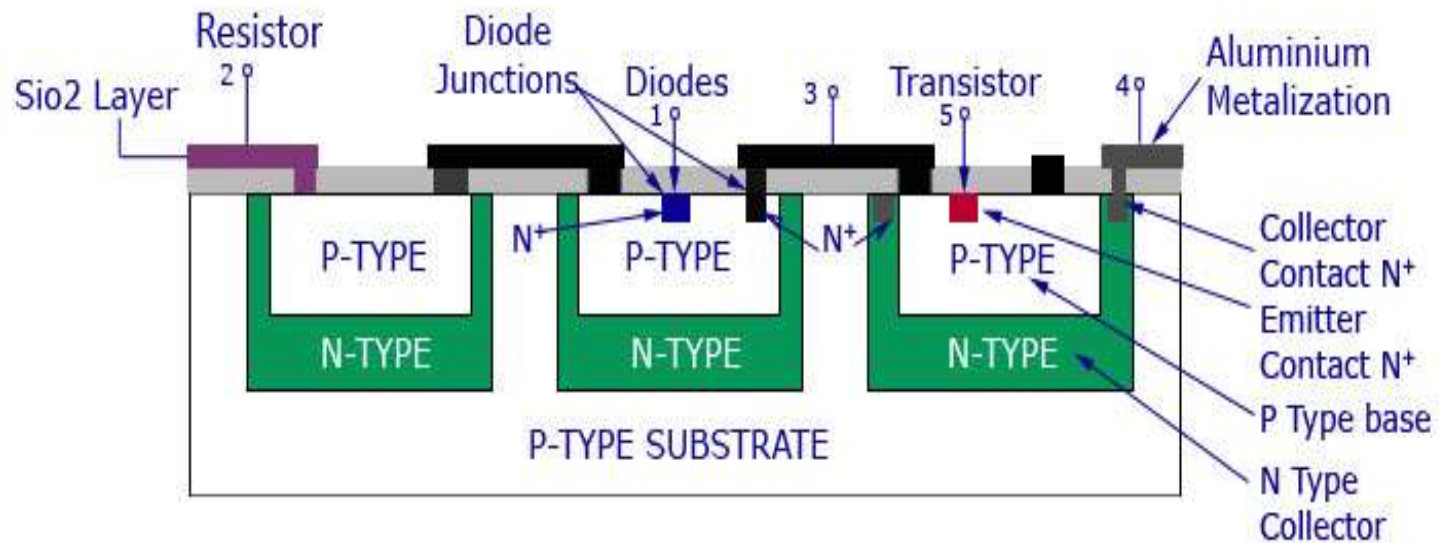 Resistor
2
Sio2 Layer
Diode
Junctions
Diodes
1
3
Transistor
5
4
Aluminium
Metalization
N+
N+
P-TYPE
P-TYPE
P-TYPE
N-TYPE
N-TYPE
N-TYPE
P-TYPE SUBSTRATE
Collector
Contact N+
Emitter
Contact N+
P Type base
N Type
Collector